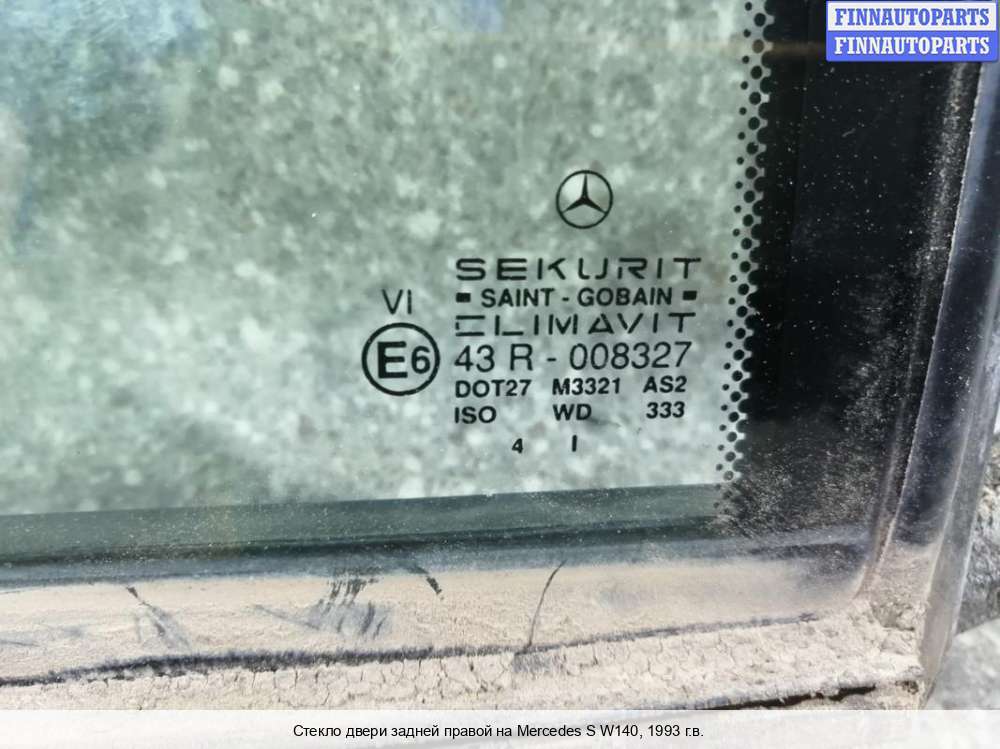 FINNAUTOPARTS
FINNAUTOPARTS
SEKURIT
SAINT - GOBAIN
CLIMAVIT
VI
E6 43 R - 008327
DOT27 M3321 AS2
ISO WD 333
4 I
Стекло двери задней правой на Mercedes S W140, 1993 г.в.